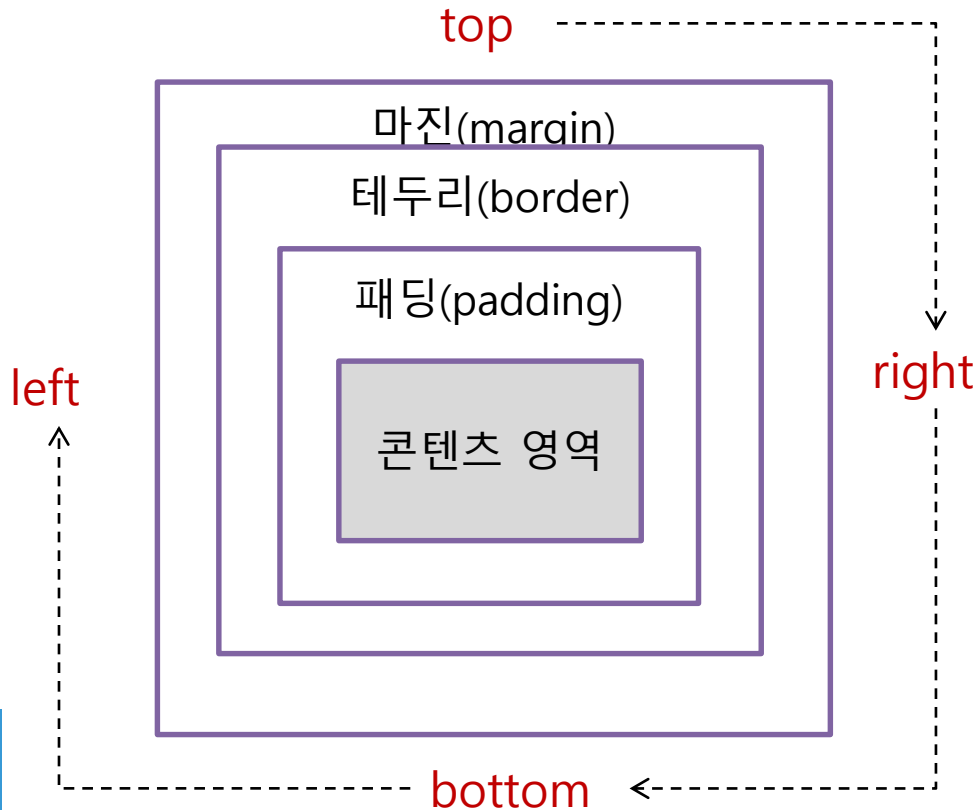 top
마진(margin)
테두리(border)
패딩(padding)
left
right
콘텐츠 영역
bottom